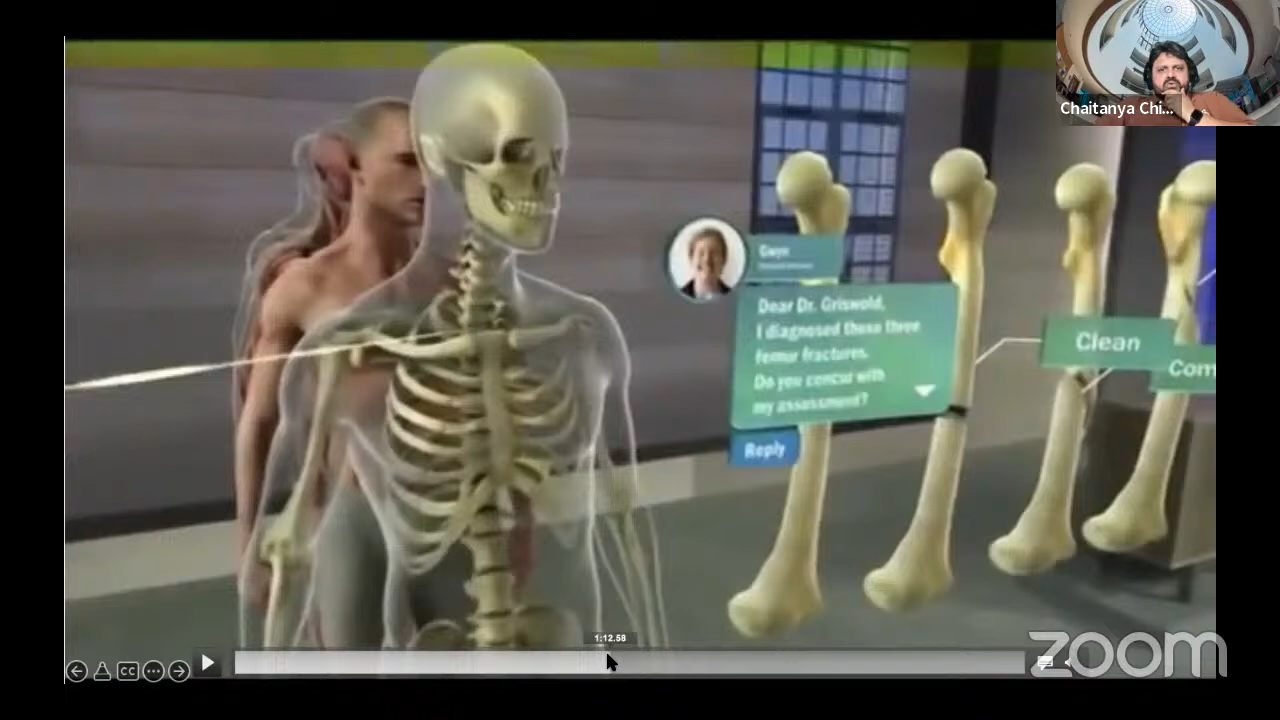 Chaitanya Chi...
Gwyn
Dear Dr. Griswold,
I diagnosed these three
femur fractures.
Do you concur with
my assessment?
Reply
Clean
Com
1:12.58
CC
zoom